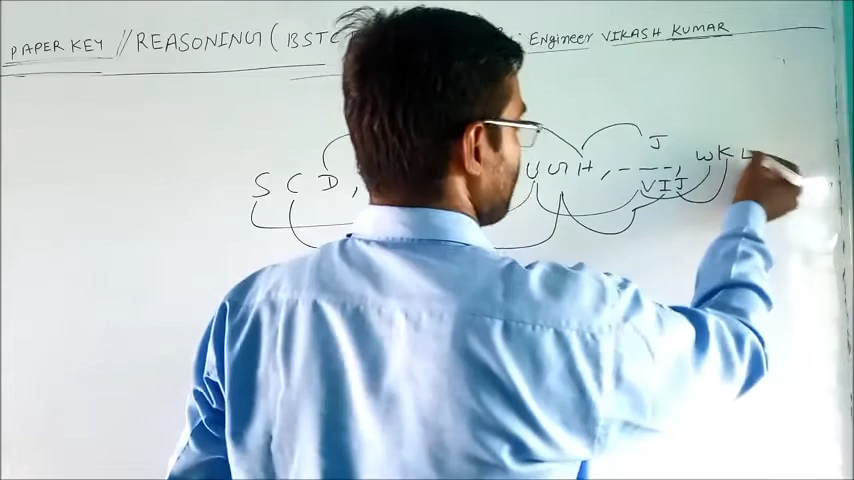 PAPER KEY // REASONING ( BSTC Engineer VIKASH KUMAR
J
S C D, U G H, ----, W K L
V I J